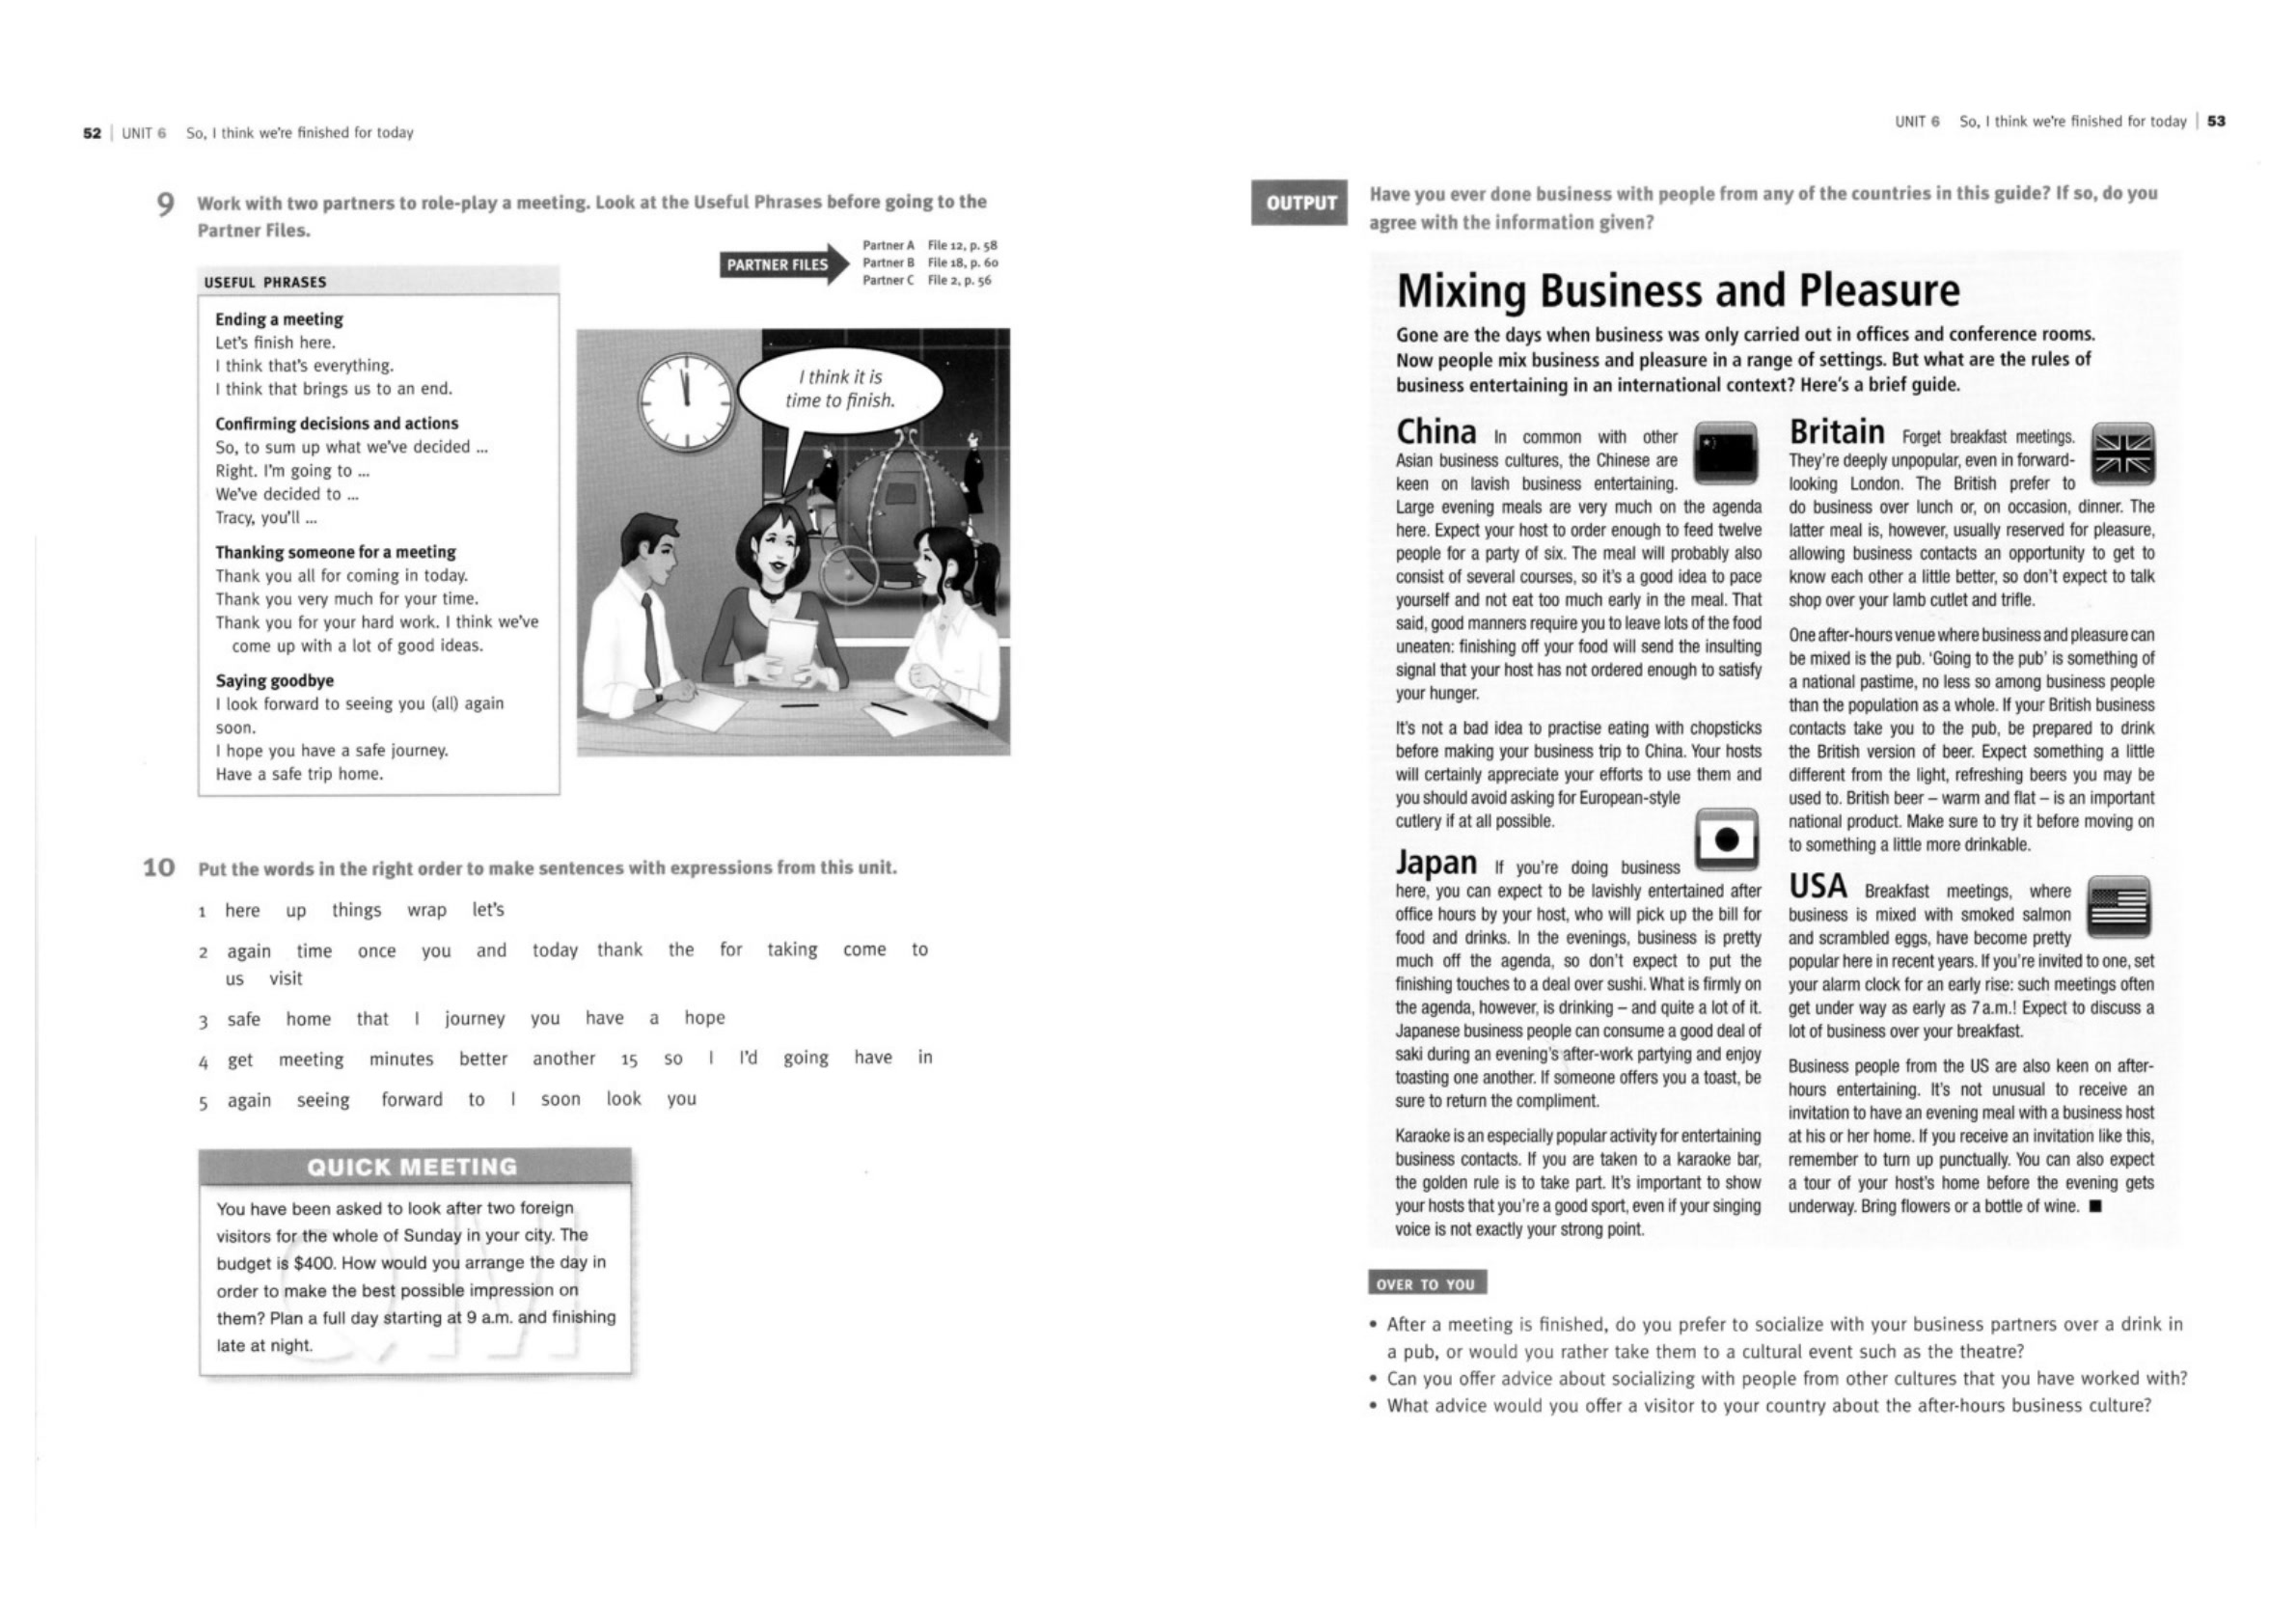 52 | UNIT 6 So, I think we're finished for today
9 Work with two partners to role-play a meeting. Look at the Useful Phrases before going to the
Partner Files.
PARTNER FILES
Partner A File 12, p. 58
Partner B File 18, p. 60
Partner C File 2, p. 56
USEFUL PHRASES
Ending a meeting
Let's finish here.
I think that's everything.
I think that brings us to an end.
Confirming decisions and actions
So, to sum up what we've decided ...
Right. I'm going to ...
We've decided to ...
Tracy, you'll ...
Thanking someone for a meeting
Thank you all for coming in today.
Thank you very much for your time.
Thank you for your hard work. I think we've
come up with a lot of good ideas.
Saying goodbye
I look forward to seeing you (all) again
soon.
I hope you have a safe journey.
Have a safe trip home.
I think it is
time to finish.
10 Put the words in the right order to make sentences with expressions from this unit.
1 here up things wrap let's
2 again time once you and today thank the for taking come to
us visit
3 safe home that I journey you have a hope
4 get meeting minutes better another 15 so I I'd going have in
5 again seeing forward to I soon look you
QUICK MEETING
You have been asked to look after two foreign
visitors for the whole of Sunday in your city. The
budget is $400. How would you arrange the day in
order to make the best possible impression on
them? Plan a full day starting at 9 a.m. and finishing
late at night.
UNIT 6 So, I think we're finished for today | 53
OUTPUT
Have you ever done business with people from any of the countries in this guide? If so, do you
agree with the information given?
Mixing Business and Pleasure
Gone are the days when business was only carried out in offices and conference rooms.
Now people mix business and pleasure in a range of settings. But what are the rules of
business entertaining in an international context? Here's a brief guide.
China In common with other
Asian business cultures, the Chinese are
keen on lavish business entertaining.
Large evening meals are very much on the agenda
here. Expect your host to order enough to feed twelve
people for a party of six. The meal will probably also
consist of several courses, so it's a good idea to pace
yourself and not eat too much early in the meal. That
said, good manners require you to leave lots of the food
uneaten: finishing off your food will send the insulting
signal that your host has not ordered enough to satisfy
your hunger.
It's not a bad idea to practise eating with chopsticks
before making your business trip to China. Your hosts
will certainly appreciate your efforts to use them and
you should avoid asking for European-style
cutlery if at all possible.
Japan If you're doing business
here, you can expect to be lavishly entertained after
office hours by your host, who will pick up the bill for
food and drinks. In the evenings, business is pretty
much off the agenda, so don't expect to put the
finishing touches to a deal over sushi. What is firmly on
the agenda, however, is drinking – and quite a lot of it.
Japanese business people can consume a good deal of
saki during an evening's after-work partying and enjoy
toasting one another. If someone offers you a toast, be
sure to return the compliment.
Karaoke is an especially popular activity for entertaining
business contacts. If you are taken to a karaoke bar,
the golden rule is to take part. It's important to show
your hosts that you're a good sport, even if your singing
voice is not exactly your strong point.
Britain Forget breakfast meetings.
They're deeply unpopular, even in forward-
looking London. The British prefer to
do business over lunch or, on occasion, dinner. The
latter meal is, however, usually reserved for pleasure,
allowing business contacts an opportunity to get to
know each other a little better, so don't expect to talk
shop over your lamb cutlet and trifle.
One after-hours venue where business and pleasure can
be mixed is the pub. 'Going to the pub' is something of
a national pastime, no less so among business people
than the population as a whole. If your British business
contacts take you to the pub, be prepared to drink
the British version of beer. Expect something a little
different from the light, refreshing beers you may be
used to. British beer – warm and flat – is an important
national product. Make sure to try it before moving on
to something a little more drinkable.
USA Breakfast meetings, where
business is mixed with smoked salmon
and scrambled eggs, have become pretty
popular here in recent years. If you're invited to one, set
your alarm clock for an early rise: such meetings often
get under way as early as 7 a.m.! Expect to discuss a
lot of business over your breakfast.
Business people from the US are also keen on after-
hours entertaining. It's not unusual to receive an
invitation to have an evening meal with a business host
at his or her home. If you receive an invitation like this,
remember to turn up punctually. You can also expect
a tour of your host's home before the evening gets
underway. Bring flowers or a bottle of wine. ■
OVER TO YOU
• After a meeting is finished, do you prefer to socialize with your business partners over a drink in
a pub, or would you rather take them to a cultural event such as the theatre?
• Can you offer advice about socializing with people from other cultures that you have worked with?
• What advice would you offer a visitor to your country about the after-hours business culture?